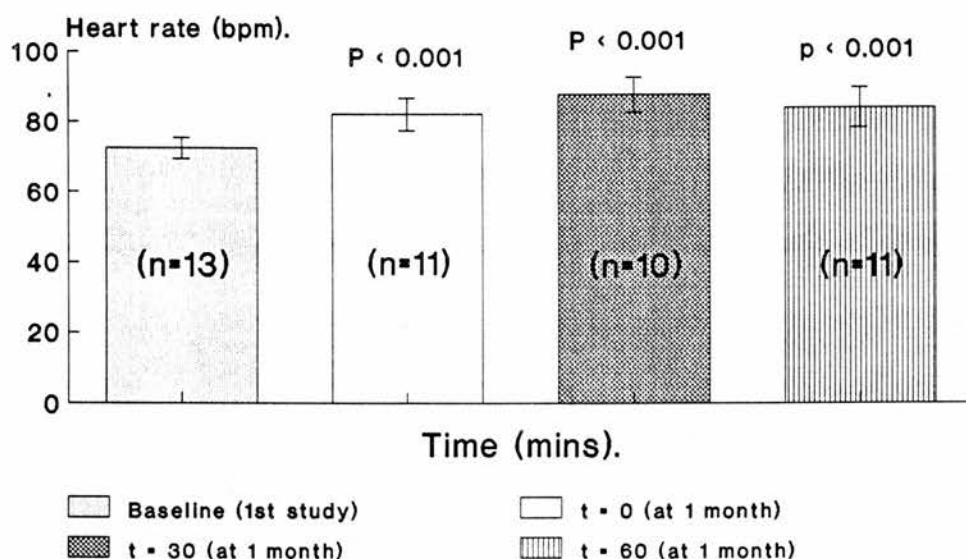 Heart rate (bpm).
P < 0.001 P < 0.001 p < 0.001
100
80
60
40
20
0
(n=13) (n=11) (n=10) (n=11)
Time (mins).
Baseline (1st study) t = 0 (at 1 month)
t = 30 (at 1 month) t = 60 (at 1 month)